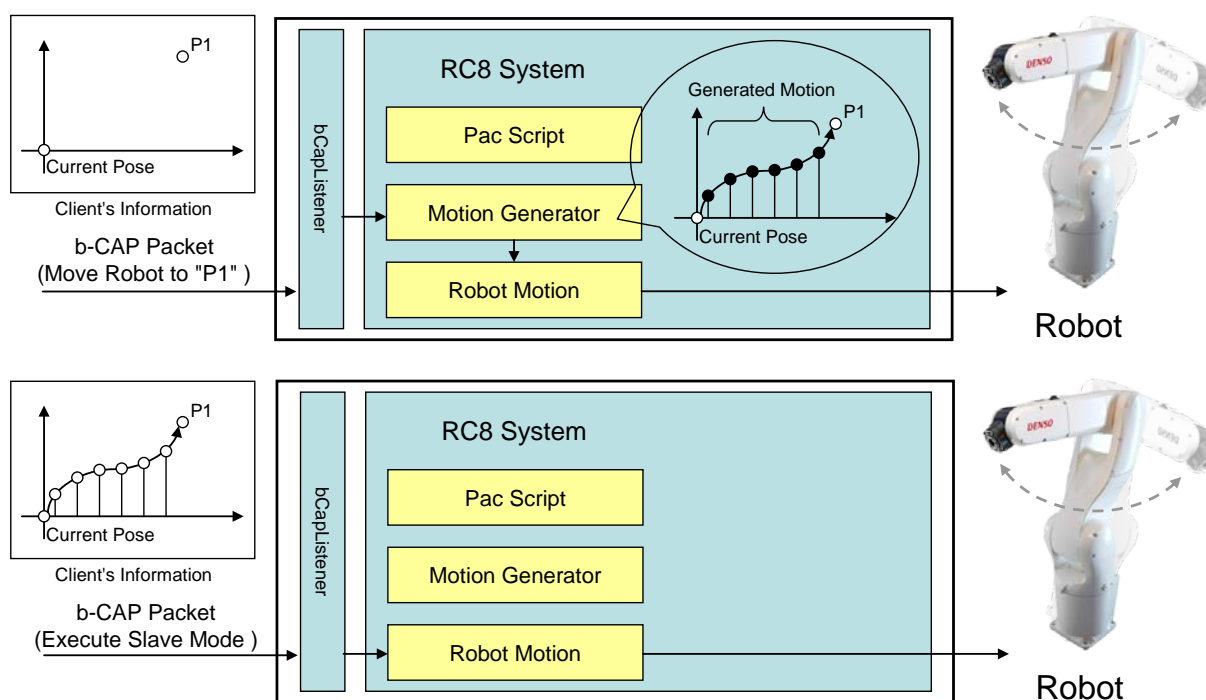 P1
Current Pose
Client's Information
b-CAP Packet
(Move Robot to "P1" )
bCapListener
RC8 System
Pac Script
Motion Generator
Robot Motion
Generated Motion
P1
Current Pose
DENSO
DENSO
Robot
P1
Current Pose
Client's Information
b-CAP Packet
(Execute Slave Mode )
bCapListener
RC8 System
Pac Script
Motion Generator
Robot Motion
DENSO
DENSO
Robot